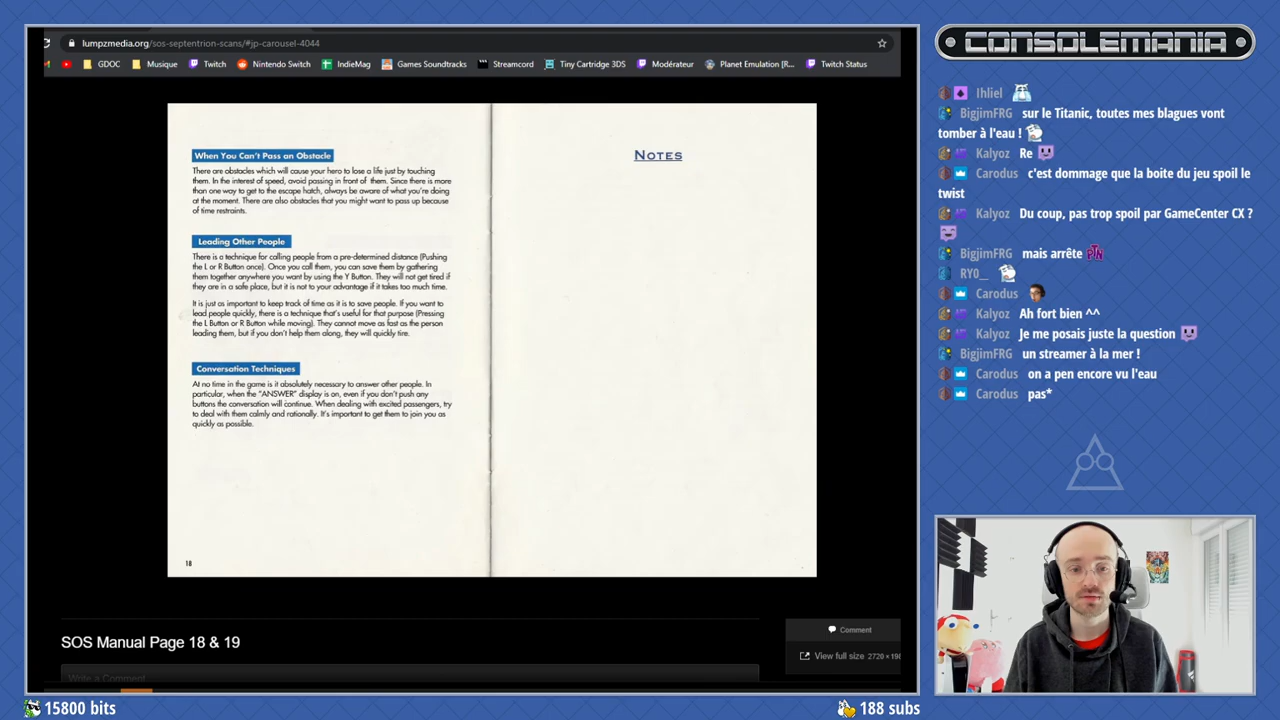 lumpzmedia.org/sos-septentrion-scans/#jp-carousel-4044
GDOC
Musique
Twitch
Nintendo Switch
IndieMag
Games Soundtracks
Streamcord
Tiny Cartridge 3DS
Modérateur
Planet Emulation [R...
Twitch Status
When You Can't Pass an Obstacle
There are obstacles which will cause your hero to lose a life just by touching
them. In the interest of speed, avoid passing in front of them. Since there is more
than one way to get to the escape hatch, always be aware of what you're doing
at the moment. There are also obstacles that you might want to pass up because
of time restraints.
Leading Other People
There is a technique for calling people from a pre-determined distance (Pushing
the L or R Button once). Once you call them, you can save them by gathering
them together anywhere you want by using the Y Button. They will not get tired if
they are in a safe place, but it is not to your advantage if it takes too much time.
It is just as important to keep track of time as it is to save people. If you want to
lead people quickly, there is a technique that's useful for that purpose (Pressing
the L Button or R Button while moving). They cannot move as fast as the person
leading them, but if you don't help them along, they will quickly tire.
Conversation Techniques
At no time in the game is it absolutely necessary to answer other people. In
particular, when the "ANSWER" display is on, even if you don't push any
buttons the conversation will continue. When dealing with excited passengers, try
to deal with them calmly and rationally. It's important to get them to join you as
quickly as possible.
18
Notes
SOS Manual Page 18 & 19
Comment
View full size 2720 × 190
Write a Comment
CONSOLEMANIA
Ihliel
BigjimFRG sur le Titanic, toutes mes blagues vont
tomber à l'eau !
Kalyoz Re
Carodus c'est dommage que la boite du jeu spoil le
twist
Kalyoz Du coup, pas trop spoil par GameCenter CX ?
BigjimFRG mais arrête PTN
RY0__
Carodus
Kalyoz Ah fort bien ^^
Kalyoz Je me posais juste la question
BigjimFRG un streamer à la mer !
Carodus on a pen encore vu l'eau
Carodus pas*
15800 bits
188 subs